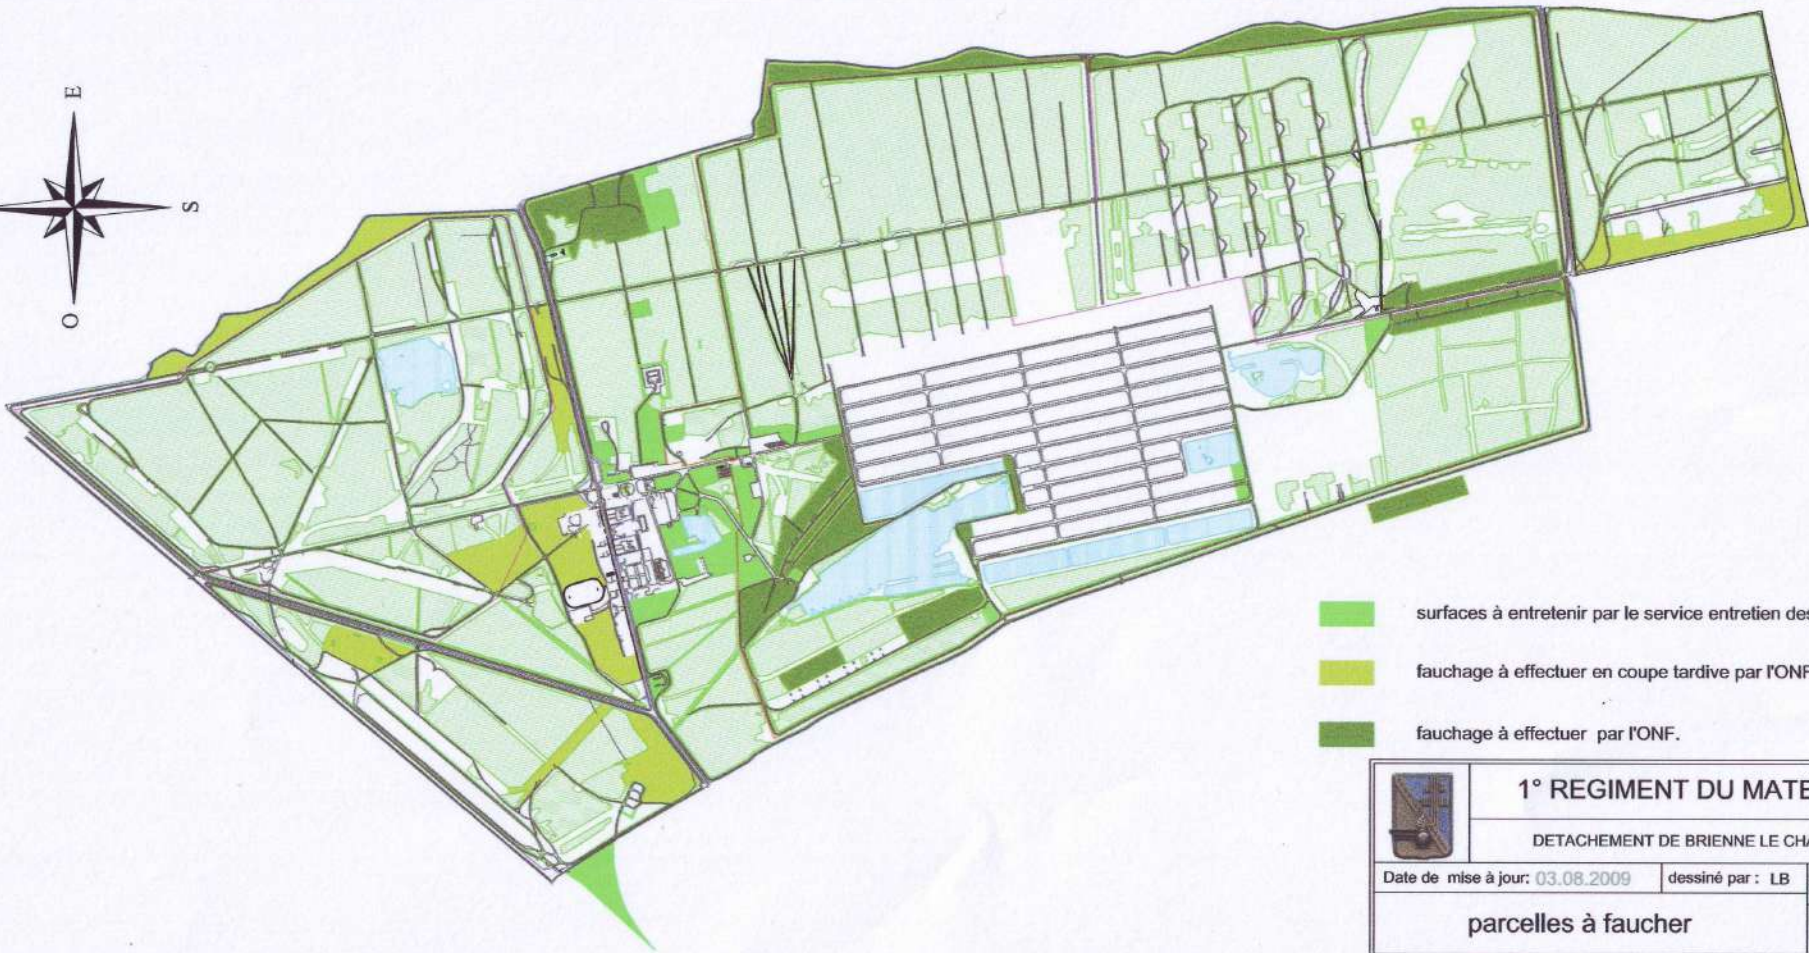 E
S
O
surfaces à entretenir par le service entretien des
fauchage à effectuer en coupe tardive par l'ONF
fauchage à effectuer par l'ONF.
1° REGIMENT DU MATE
DETACHEMENT DE BRIENNE LE CHA
Date de mise à jour: 03.08.2009
dessiné par : LB
parcelles à faucher